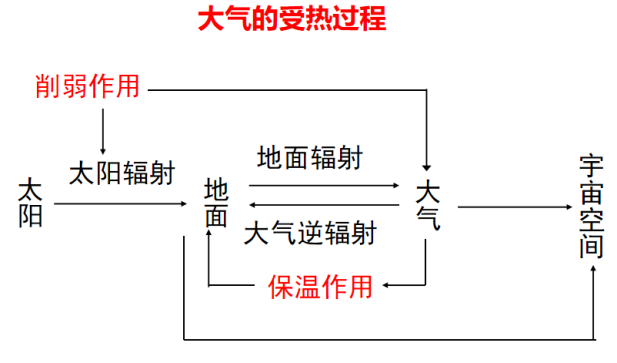 大气的受热过程
削弱作用
太阳辐射
太阳
地面
地面辐射
大气逆辐射
大气
宇宙空间
保温作用